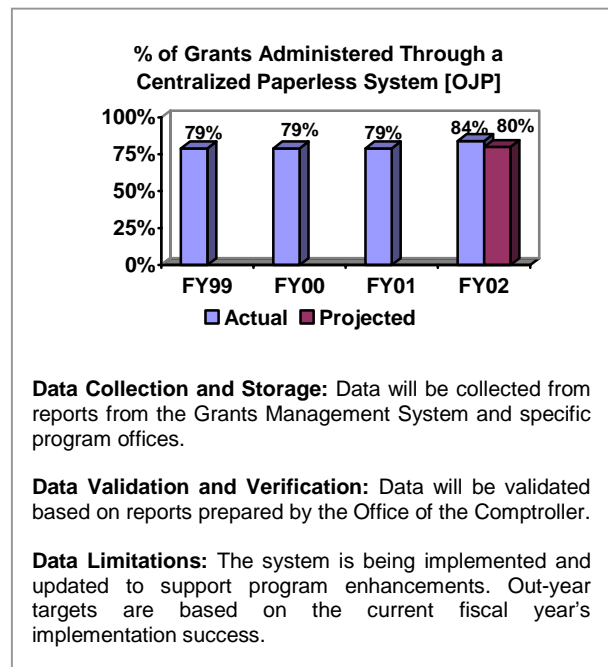 % of Grants Administered Through a
Centralized Paperless System [OJP]
100%
75%
50%
25%
0%
79%
79%
79%
84%
80%
FY99
FY00
FY01
FY02
Actual
Projected
Data Collection and Storage: Data will be collected from
reports from the Grants Management System and specific
program offices.
Data Validation and Verification: Data will be validated
based on reports prepared by the Office of the Comptroller.
Data Limitations: The system is being implemented and
updated to support program enhancements. Out-year
targets are based on the current fiscal year’s
implementation success.